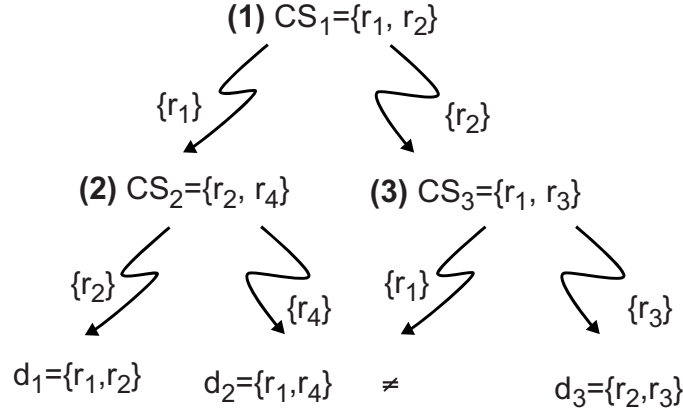 (1) CS₁={r₁, r₂}
{r₁}
{r₂}
(2) CS₂={r₂, r₄}
(3) CS₃={r₁, r₃}
{r₂}
{r₄}
{r₁}
{r₃}
d₁={r₁,r₂}
d₂={r₁,r₄}
≠
d₃={r₂,r₃}